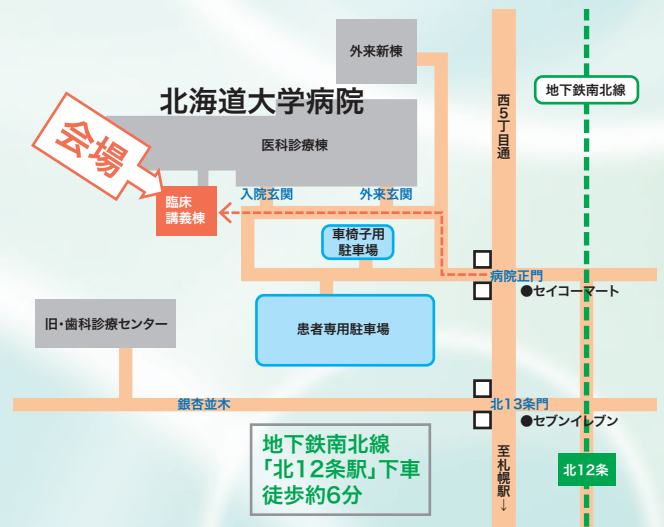 外来新棟
北海道大学病院
医科診療棟
会場
臨床
講義棟
入院玄関
外来玄関
車椅子用
駐車場
西5丁目通
地下鉄南北線
病院正門
●セイコーマート
患者専用駐車場
旧・歯科診療センター
銀杏並木
北13条門
●セブンイレブン
地下鉄南北線
「北12条駅」下車
徒歩約6分
至札幌駅→
北12条